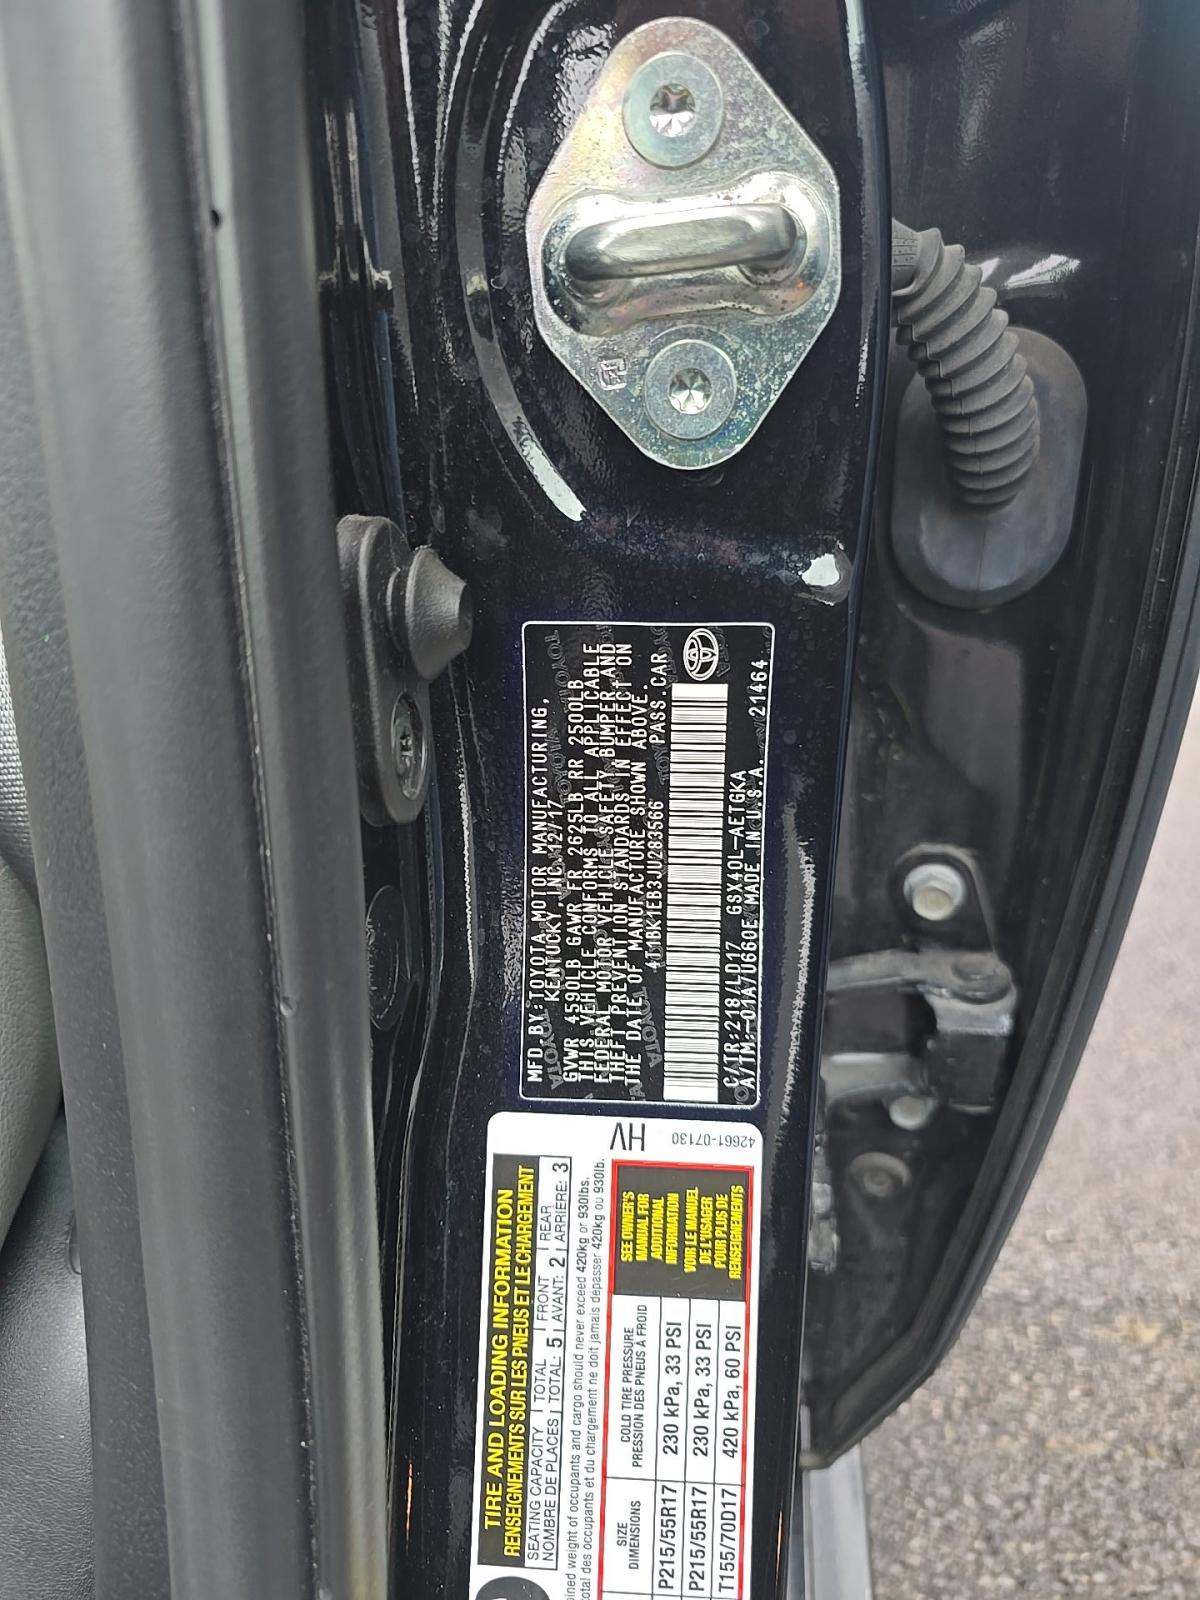 MFD BY:TOYOTA MOTOR MANUFACTURING,
KENTUCKY, INC. 12/17
GVWR 4590LB GAWR FR 2625LB RR 2500LB
THIS VEHICLE CONFORMS TO ALL APPLICABLE
FEDERAL MOTOR VEHICLE SAFETY, BUMPER, AND
THEFT PREVENTION STANDARDS IN EFFECT ON
THE DATE OF MANUFACTURE SHOWN ABOVE.
4T1BK1EB3JU283566 PASS.CAR
C/TR:218/LD17 GSX40L-AETGKA
A/TM:-01A/U660E MADE IN U.S.A. 21464
HV
42661-07130
TIRE AND LOADING INFORMATION
RENSEIGNEMENTS SUR LES PNEUS ET LE CHARGEMENT
SEATING CAPACITY TOTAL FRONT REAR
NOMBRE DE PLACES TOTAL: 5 AVANT: 2 ARRIÈRE: 3
weight of occupants and cargo should never exceed 420kg or 930lbs.
total des occupants et du chargement ne doit jamais dépasser 420kg ou 930lb.
SIZE
DIMENSIONS
COLD TIRE PRESSURE
PRESSION DES PNEUS À FROID
P215/55R17 230 kPa, 33 PSI
P215/55R17 230 kPa, 33 PSI
T155/70D17 420 kPa, 60 PSI
SEE OWNER'S
MANUAL FOR
ADDITIONAL
INFORMATION
VOIR LE MANUEL
DE L'USAGER
POUR PLUS DE
RENSEIGNEMENTS